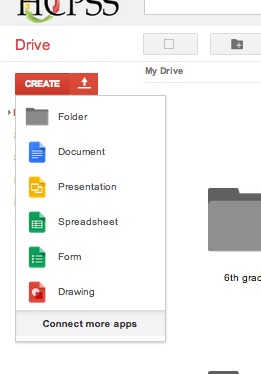 HCPSS
Drive
CREATE
My Drive
Folder
Document
Presentation
Spreadsheet
Form
Drawing
Connect more apps
6th grad